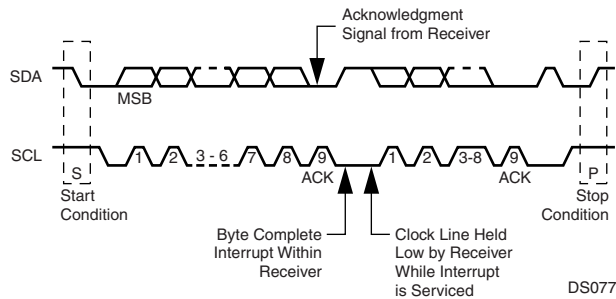 Acknowledgment
Signal from Receiver
SDA
MSB
SCL
1 2 3 - 6 7 8 9 1 2 3-8 9
S
ACK
ACK
P
Start
Condition
Stop
Condition
Byte Complete
Interrupt Within
Receiver
Clock Line Held
Low by Receiver
While Interrupt
is Serviced
DS077